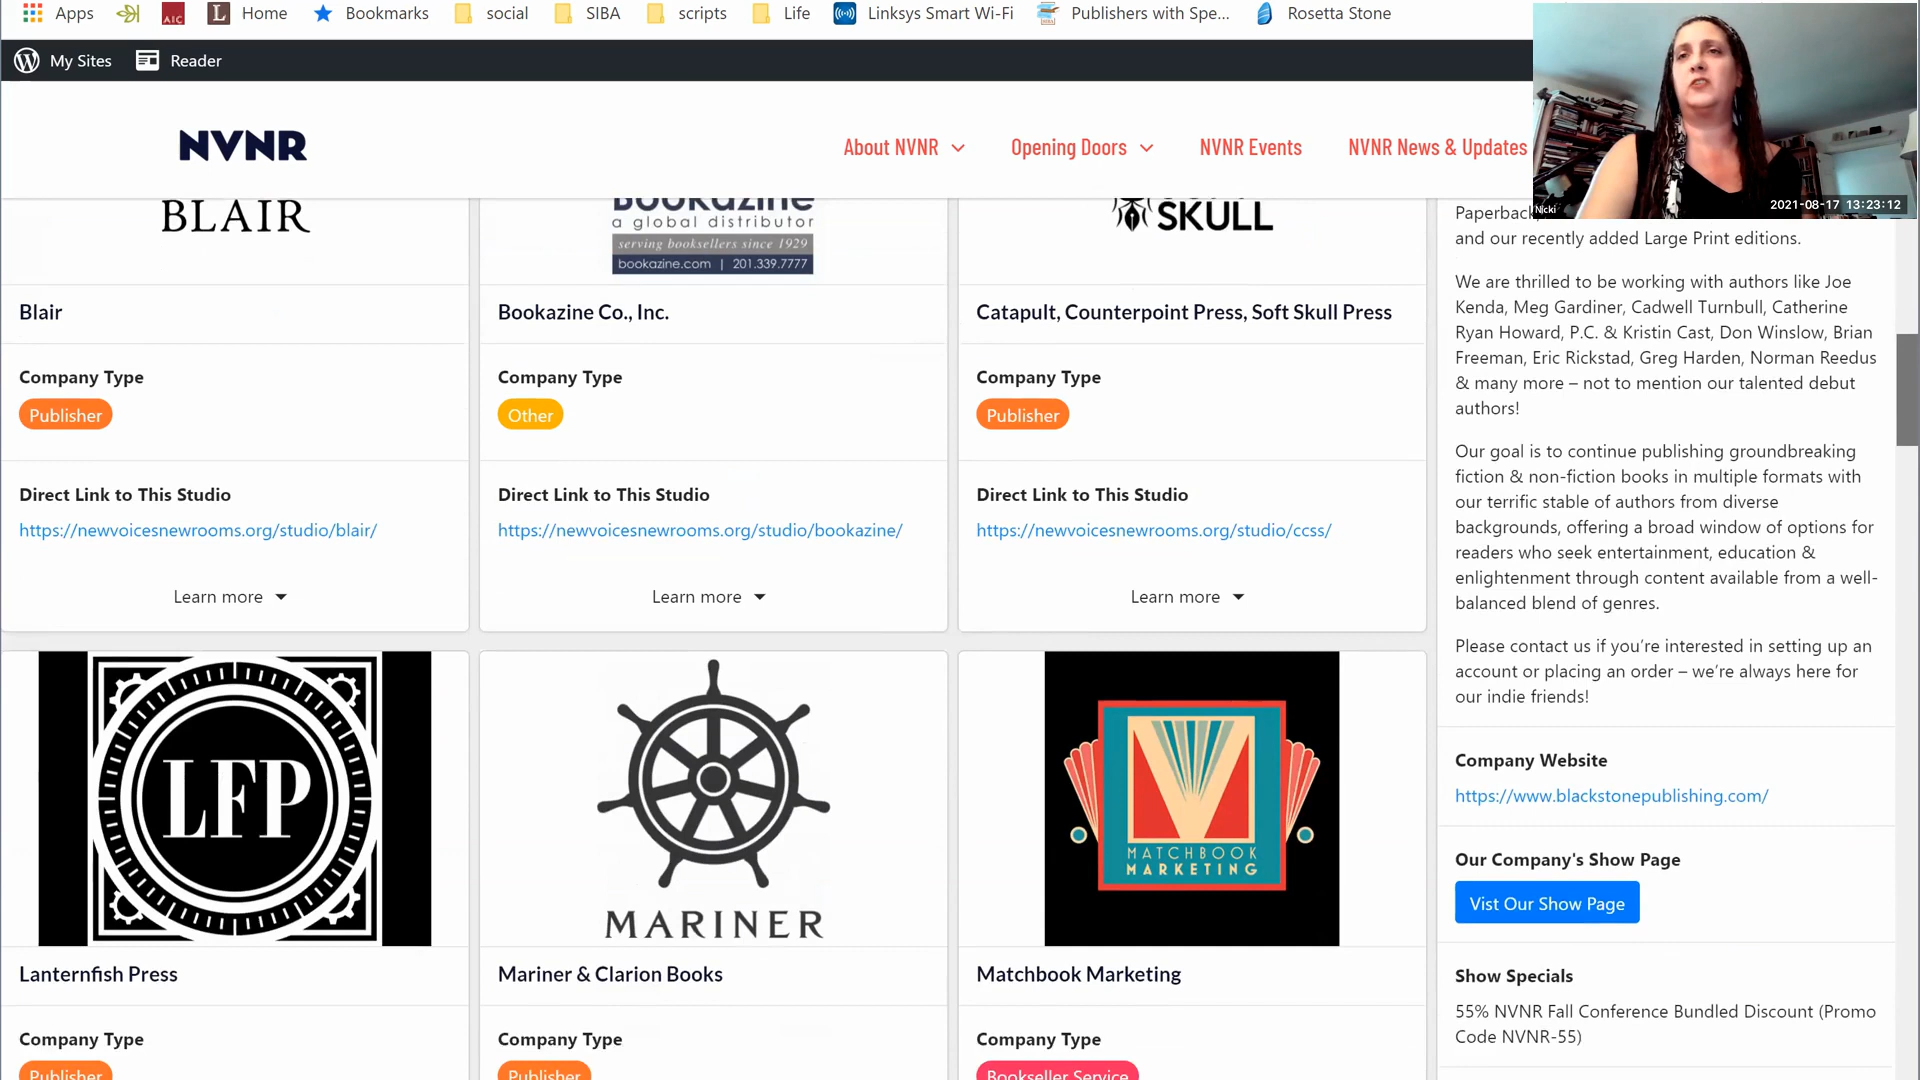 Apps
AIC
Home
Bookmarks
social
SIBA
scripts
Life
Linksys Smart Wi-Fi
Publishers with Spe...
Rosetta Stone
My Sites
Reader
NVNR
About NVNR
Opening Doors
NVNR Events
NVNR News & Updates
Nicki
2021-08-17 13:23:12
BLAIR
Bookazine
a global distributor
serving booksellers since 1929
bookazine.com | 201.339.7777
SKULL
Blair
Company Type
Publisher
Direct Link to This Studio
https://newvoicesnewrooms.org/studio/blair/
Learn more
Bookazine Co., Inc.
Company Type
Other
Direct Link to This Studio
https://newvoicesnewrooms.org/studio/bookazine/
Learn more
Catapult, Counterpoint Press, Soft Skull Press
Company Type
Publisher
Direct Link to This Studio
https://newvoicesnewrooms.org/studio/ccss/
Learn more
LFP
Lanternfish Press
Company Type
Publisher
MARINER
Mariner & Clarion Books
Company Type
Publisher
MATCHBOOK
MARKETING
Matchbook Marketing
Company Type
Bookseller Service
Paperback
and our recently added Large Print editions.
We are thrilled to be working with authors like Joe
Kenda, Meg Gardiner, Cadwell Turnbull, Catherine
Ryan Howard, P.C. & Kristin Cast, Don Winslow, Brian
Freeman, Eric Rickstad, Greg Harden, Norman Reedus
& many more – not to mention our talented debut
authors!
Our goal is to continue publishing groundbreaking
fiction & non-fiction books in multiple formats with
our terrific stable of authors from diverse
backgrounds, offering a broad window of options for
readers who seek entertainment, education &
enlightenment through content available from a well-
balanced blend of genres.
Please contact us if you’re interested in setting up an
account or placing an order – we’re always here for
our indie friends!
Company Website
https://www.blackstonepublishing.com/
Our Company's Show Page
Vist Our Show Page
Show Specials
55% NVNR Fall Conference Bundled Discount (Promo
Code NVNR-55)